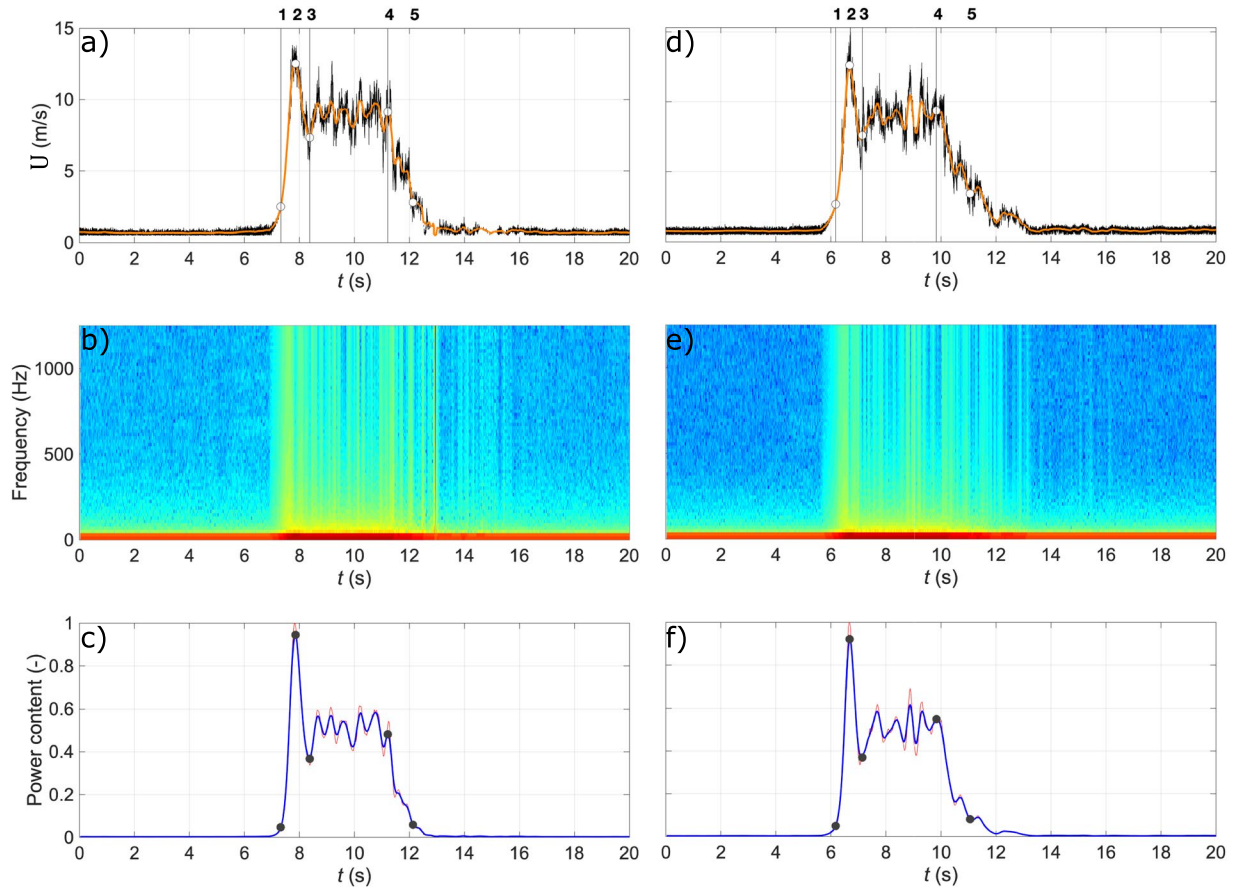 1 2 3 4 5
1 2 3 4 5
a)
d)
15
10
5
0
U (m/s)
0 2 4 6 8 10 12 14 16 18 20
0 2 4 6 8 10 12 14 16 18 20
t (s)
t (s)
b)
e)
1000
500
0
Frequency (Hz)
0 2 4 6 8 10 12 14 16 18 20
0 2 4 6 8 10 12 14 16 18 20
t (s)
t (s)
c)
f)
1
0.8
0.6
0.4
0.2
0
Power content (-)
0 2 4 6 8 10 12 14 16 18 20
0 2 4 6 8 10 12 14 16 18 20
t (s)
t (s)